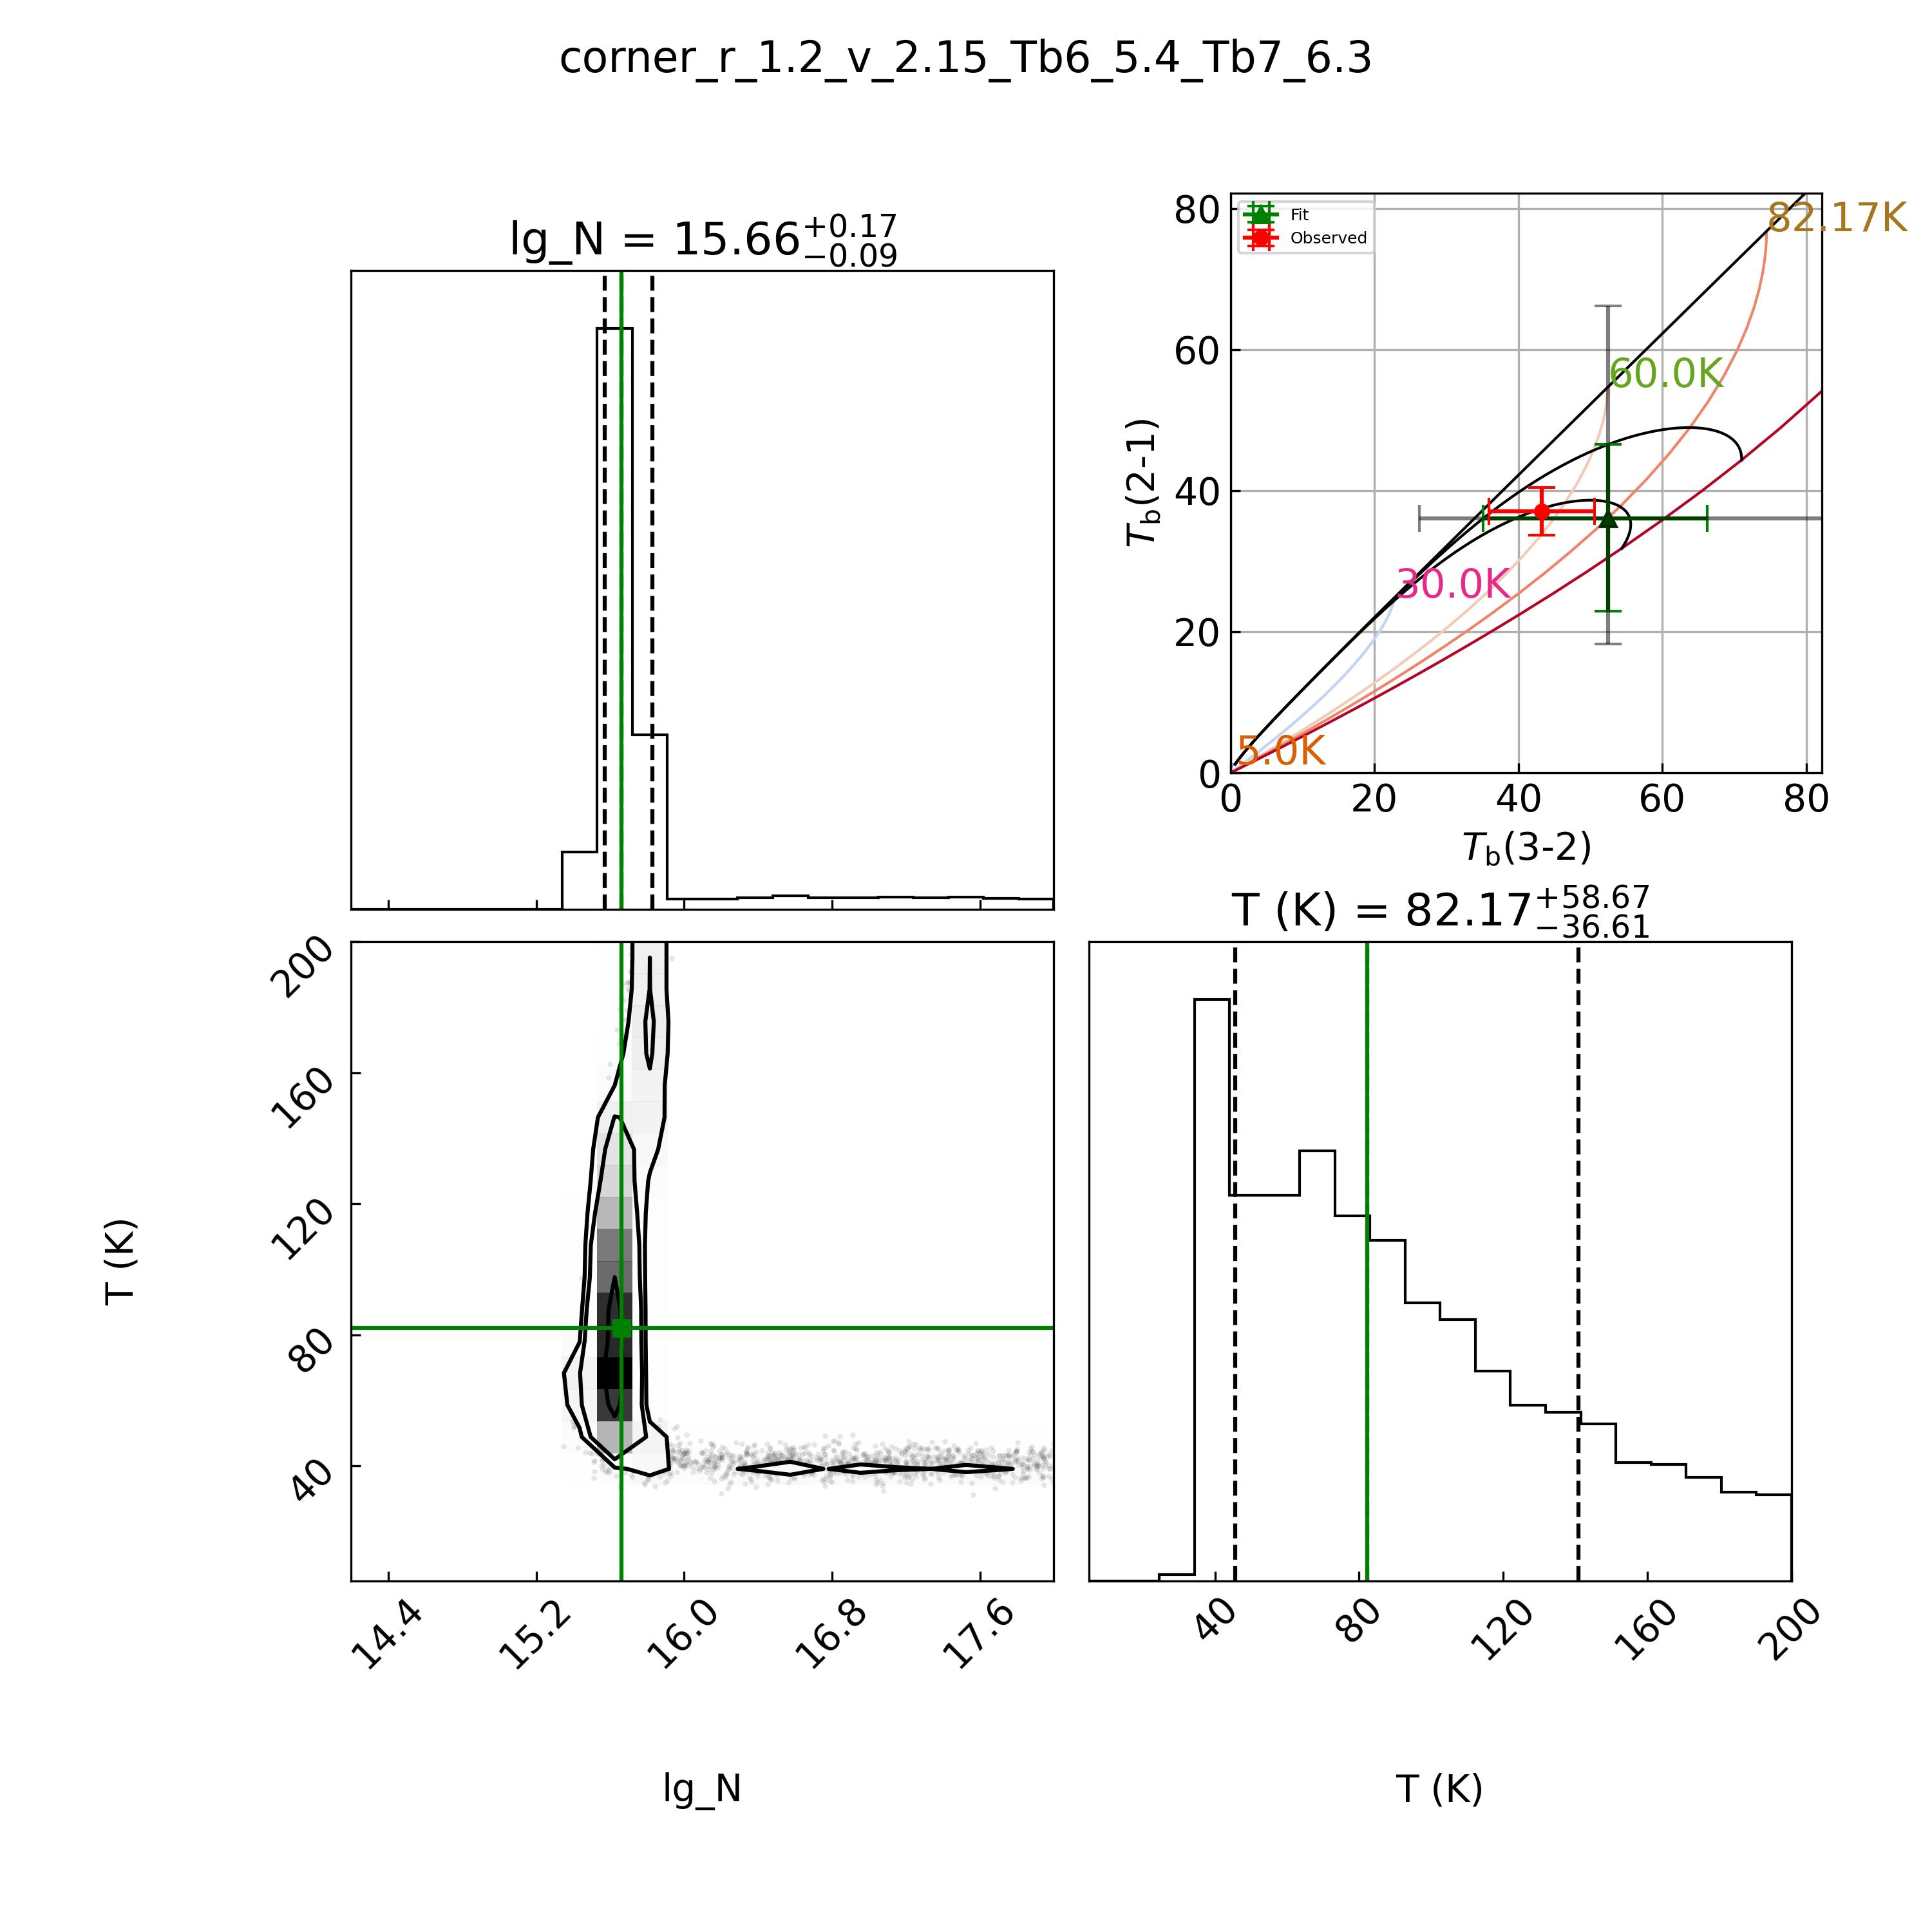 corner_r_1.2_v_2.15_Tb6_5.4_Tb7_6.3
lg_N = 15.66+0.17−0.09
80
60
40
20
0
Tb(2-1)
Fit
Observed
82.17K
60.0K
30.0K
5.0K
0 20 40 60 80
Tb(3-2)
T (K) = 82.17+58.67−36.61
200
160
120
80
40
T (K)
14.4 15.2 16.0 16.8 17.6
lg_N
40 80 120 160 200
T (K)